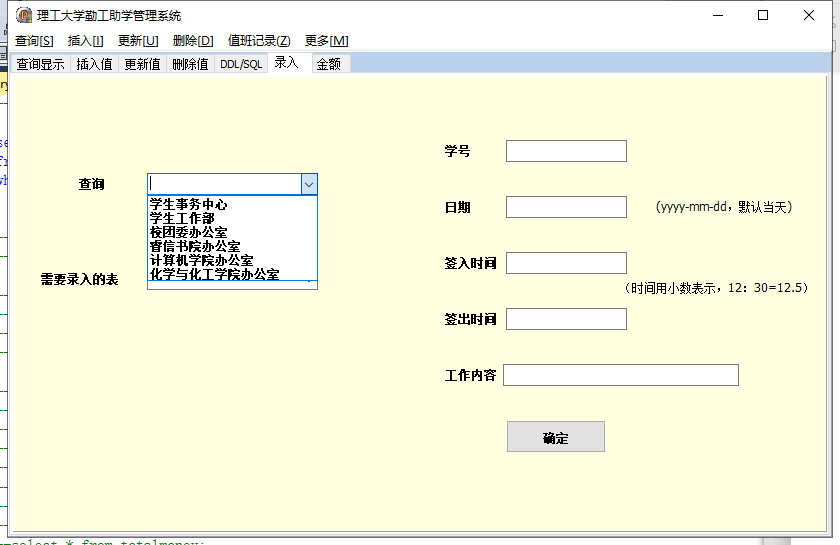 理工大学勤工助学管理系统
查询[S] 插入[I] 更新[U] 删除[D] 值班记录(Z) 更多[M]
查询显示 插入值 更新值 删除值 DDL/SQL 录入 金额
查询
学生事务中心
学生工作部
校团委办公室
睿信书院办公室
计算机学院办公室
化学与化工学院办公室
需要录入的表
学号
日期 (yyyy-mm-dd，默认当天)
签入时间
(时间用小数表示，12：30=12.5)
签出时间
工作内容
确定
select * from totalmoney;